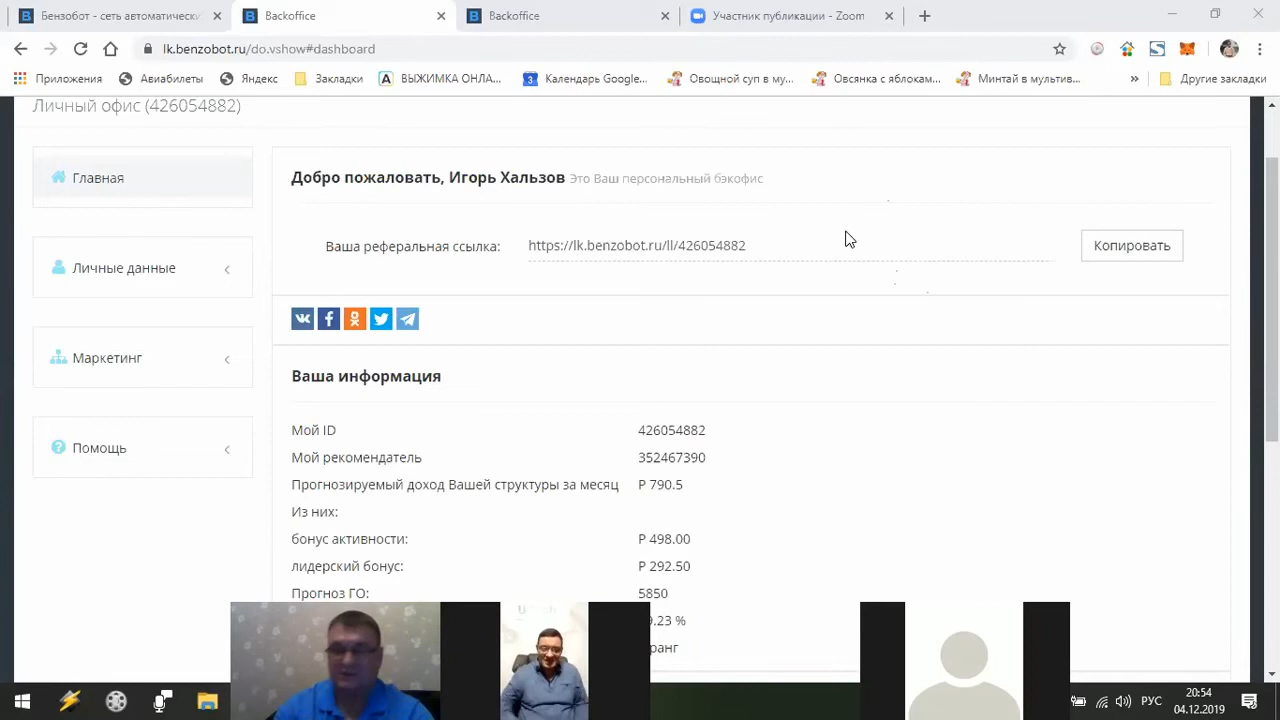 Бензобот - сеть автоматическ
Backoffice
Backoffice
Участник публикации - Zoom
lk.benzobot.ru/do.vshow#dashboard
Приложения
Авиабилеты
Яндекс
Закладки
ВЫЖИМКА ОНЛА...
Календарь Google...
Овощной суп в му...
Овсянка с яблокам...
Минтай в мультив...
»
Другие закладки
Личный офис (426054882)
Главная
Личные данные
Маркетинг
Помощь
Добро пожаловать, Игорь Хальзов Это Ваш персональный бэкофис
Ваша реферальная ссылка: https://lk.benzobot.ru/ll/426054882 Копировать
Ваша информация
Мой ID 426054882
Мой рекомендатель 352467390
Прогнозируемый доход Вашей структуры за месяц P 790.5
Из них:
бонус активности: P 498.00
лидерский бонус: P 292.50
Прогноз ГО: 5850
.23 %
ранг
РУС
20:54
04.12.2019